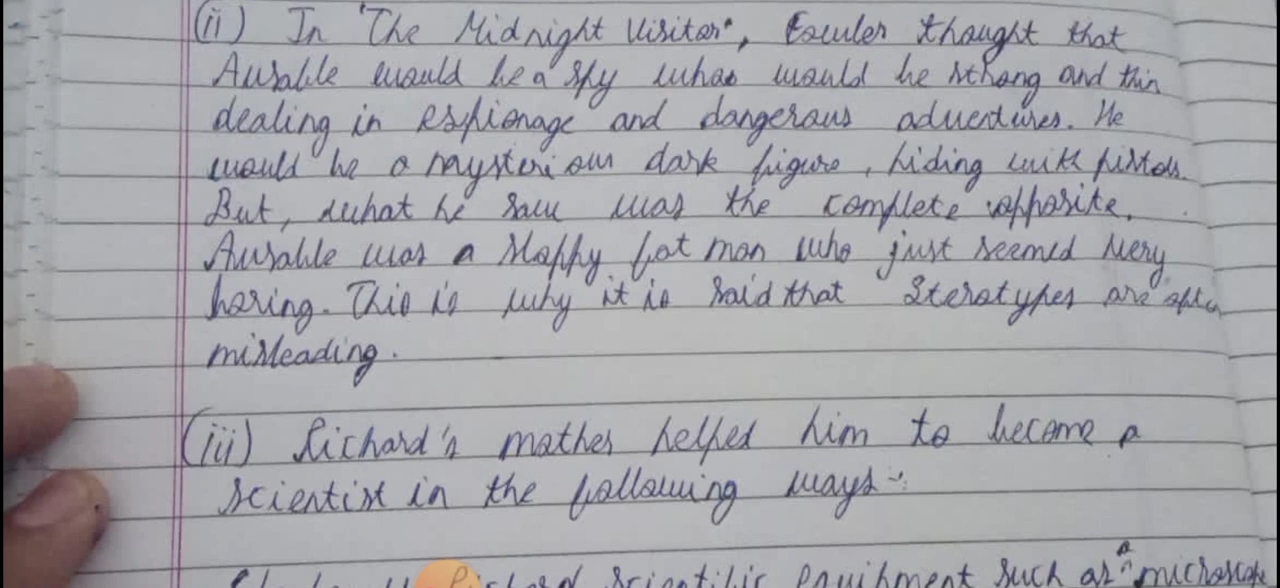 (ii) In 'The Midnight Visitor', Fowler thought that
Ausable would be a spy who would be strong and thin
dealing in espionage and dangerous adventures. He
would be a mysterious dark figure, hiding with pistols.
But, what he saw was the complete opposite.
Ausable was a sloppy fat man who just seemed very
boring. This is why it is said that Sterotypes are often
misleading.
(iii) Richard's mother helped him to become a
scientist in the following ways :-
Richard scientific equipment such as a microscope